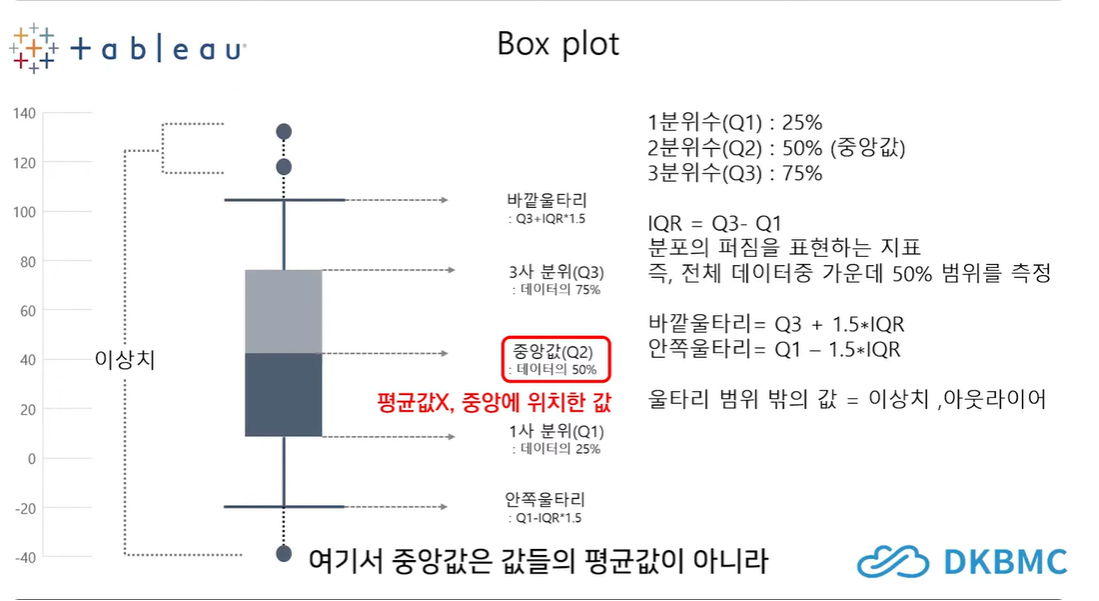 + a b | e a u
Box plot
140
120
100
80
60
40
20
0
-20
-40
이상치
바깥울타리
: Q3+IQR*1.5
3사 분위(Q3)
: 데이터의 75%
중앙값(Q2)
: 데이터의 50%
평균값X, 중앙에 위치한 값
1사 분위(Q1)
: 데이터의 25%
안쪽울타리
: Q1-IQR*1.5
1분위수(Q1) : 25%
2분위수(Q2) : 50% (중앙값)
3분위수(Q3) : 75%
IQR = Q3- Q1
분포의 퍼짐을 표현하는 지표
즉, 전체 데이터중 가운데 50% 범위를 측정
바깥울타리= Q3 + 1.5*IQR
안쪽울타리= Q1 – 1.5*IQR
울타리 범위 밖의 값 = 이상치 ,아웃라이어
여기서 중앙값은 값들의 평균값이 아니라
DKBMC